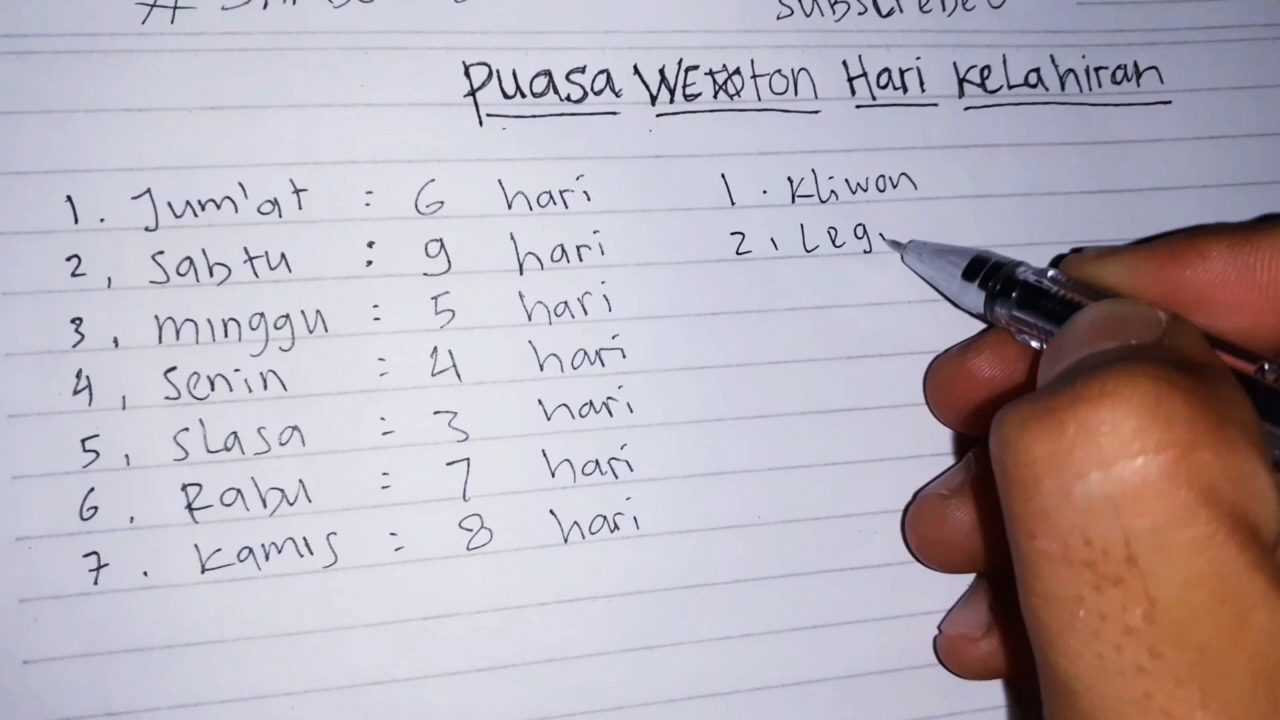 Puasa WEton Hari Kelahiran
1. Jum'at : 6 hari
2, Sabtu : 9 hari
3, minggu : 5 hari
4, Senin : 4 hari
5, SLasa : 3 hari
6. Rabu : 7 hari
7. Kamis : 8 hari
1. Kliwon
2, Leg